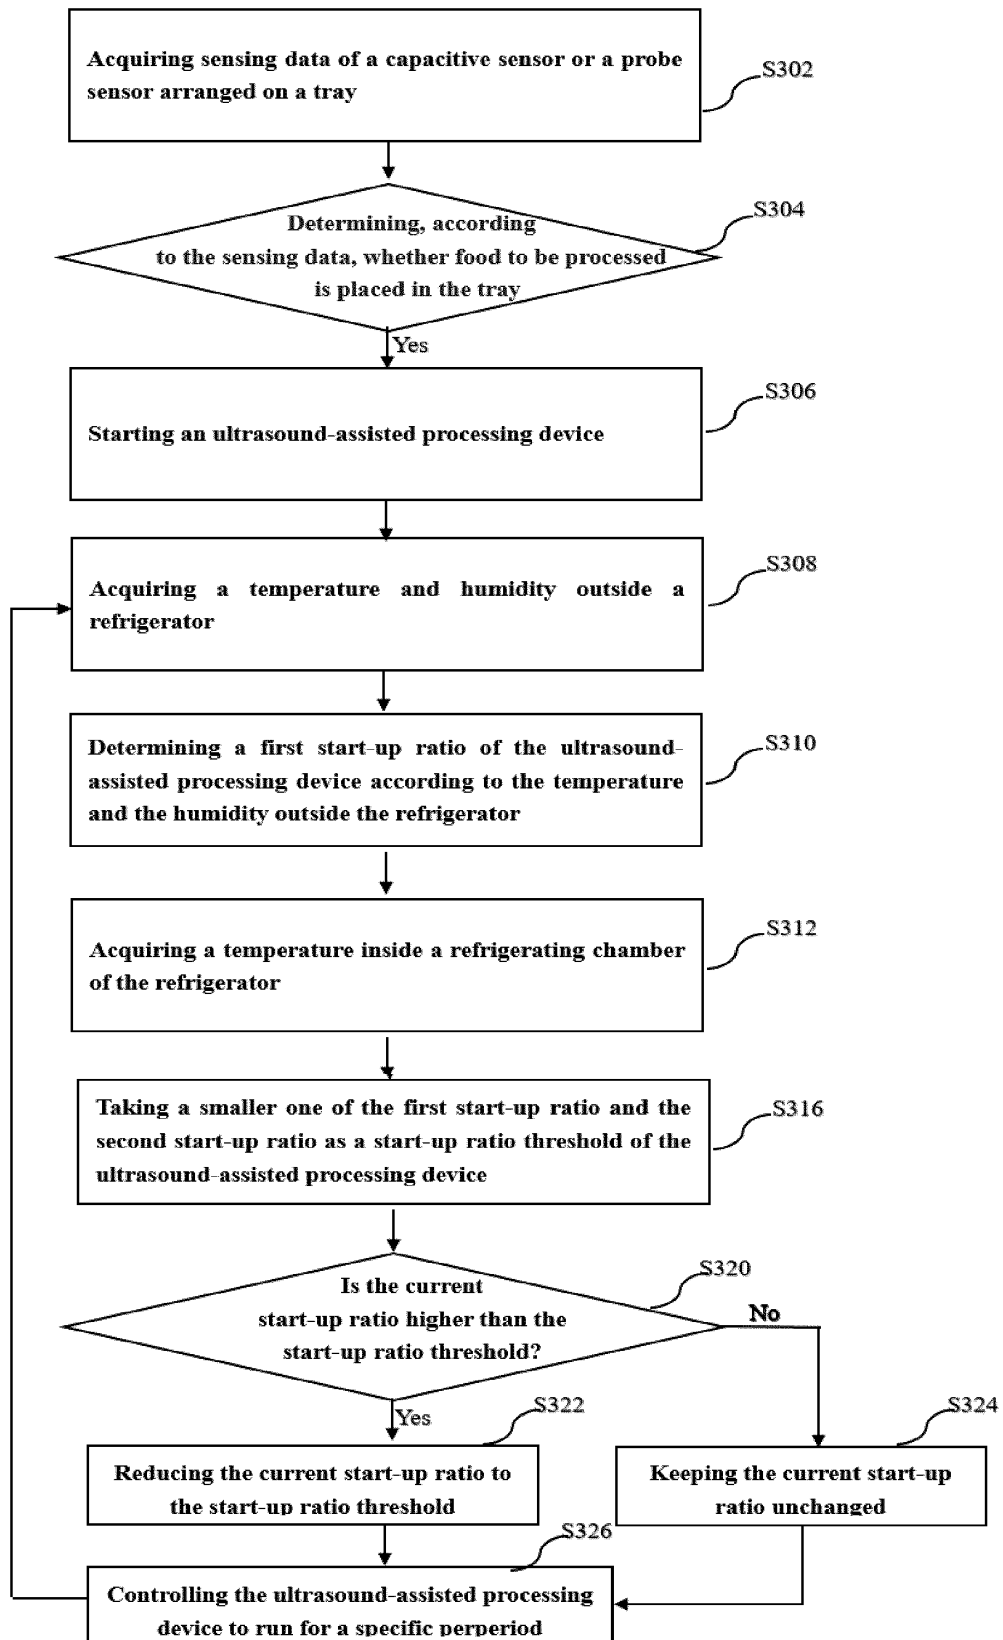 Acquiring sensing data of a capacitive sensor or a probe
sensor arranged on a tray
S302
Determining, according
to the sensing data, whether food to be processed
is placed in the tray
S304
Yes
Starting an ultrasound-assisted processing device
S306
Acquiring a temperature and humidity outside a
refrigerator
S308
Determining a first start-up ratio of the ultrasound-
assisted processing device according to the temperature
and the humidity outside the refrigerator
S310
Acquiring a temperature inside a refrigerating chamber
of the refrigerator
S312
Taking a smaller one of the first start-up ratio and the
second start-up ratio as a start-up ratio threshold of the
ultrasound-assisted processing device
S316
Is the current
start-up ratio higher than the
start-up ratio threshold?
S320
No
Yes
S322
Reducing the current start-up ratio to
the start-up ratio threshold
S324
Keeping the current start-up
ratio unchanged
S326
Controlling the ultrasound-assisted processing
device to run for a specific perperiod